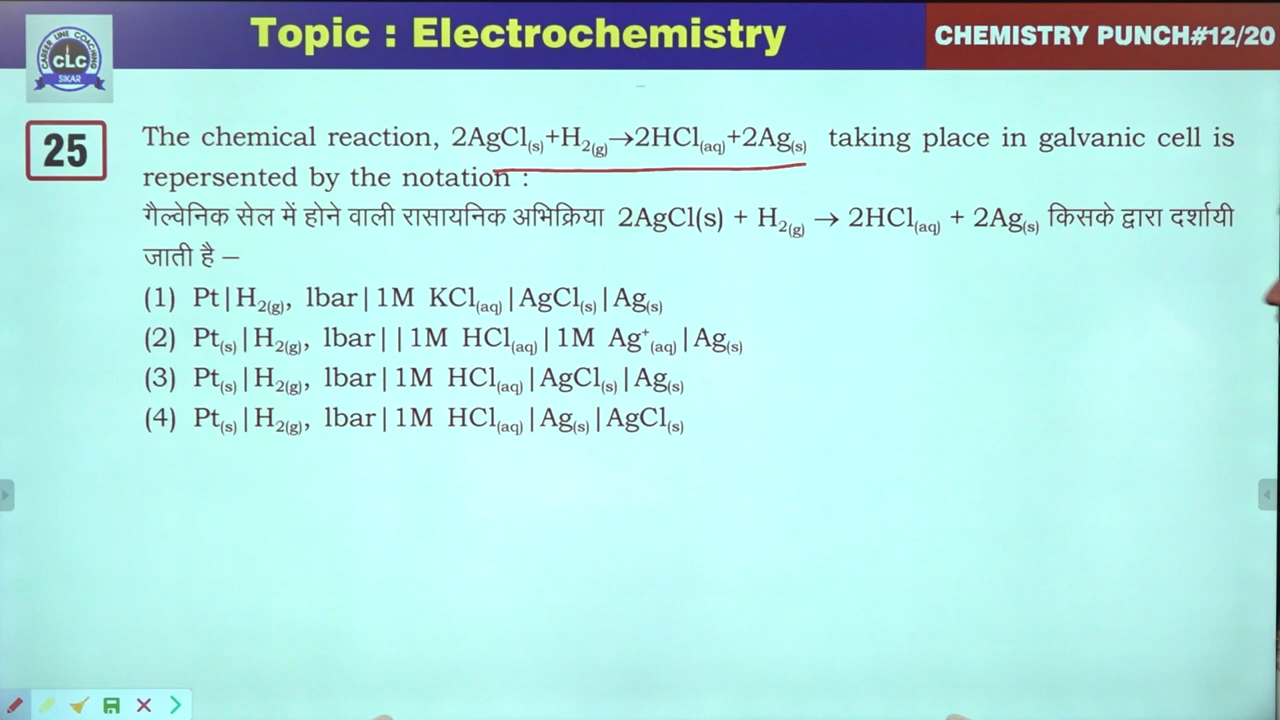 Topic : Electrochemistry
CHEMISTRY PUNCH#12/20
CAREER LINE COACHING
CLC
SIKAR
25
The chemical reaction, 2AgCl(s)+H2(g)→2HCl(aq)+2Ag(s) taking place in galvanic cell is
repersented by the notation :
गैल्वेनिक सेल में होने वाली रासायनिक अभिक्रिया 2AgCl(s) + H2(g) → 2HCl(aq) + 2Ag(s) किसके द्वारा दर्शायी
जाती है –
(1) Pt|H2(g), lbar|1M KCl(aq)|AgCl(s)|Ag(s)
(2) Pt(s)|H2(g), lbar||1M HCl(aq)|1M Ag+(aq)|Ag(s)
(3) Pt(s)|H2(g), lbar|1M HCl(aq)|AgCl(s)|Ag(s)
(4) Pt(s)|H2(g), lbar|1M HCl(aq)|Ag(s)|AgCl(s)